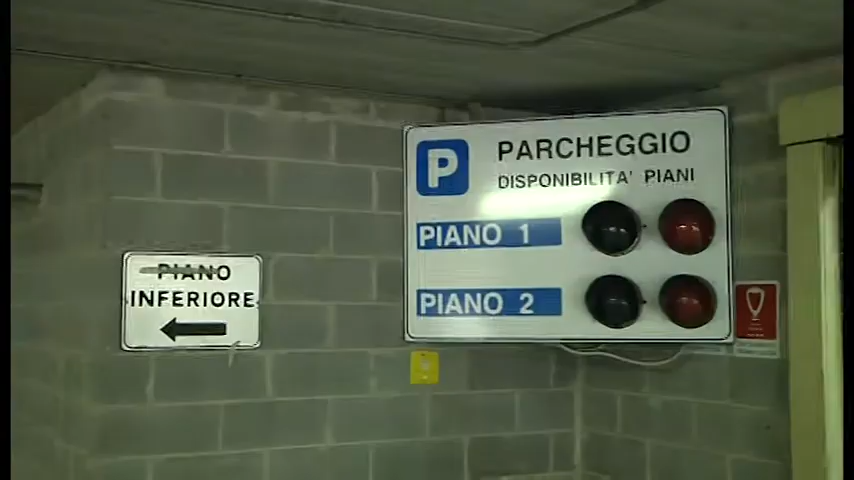 P PARCHEGGIO
DISPONIBILITA' PIANI
PIANO 1
PIANO 2
PIANO
INFERIORE